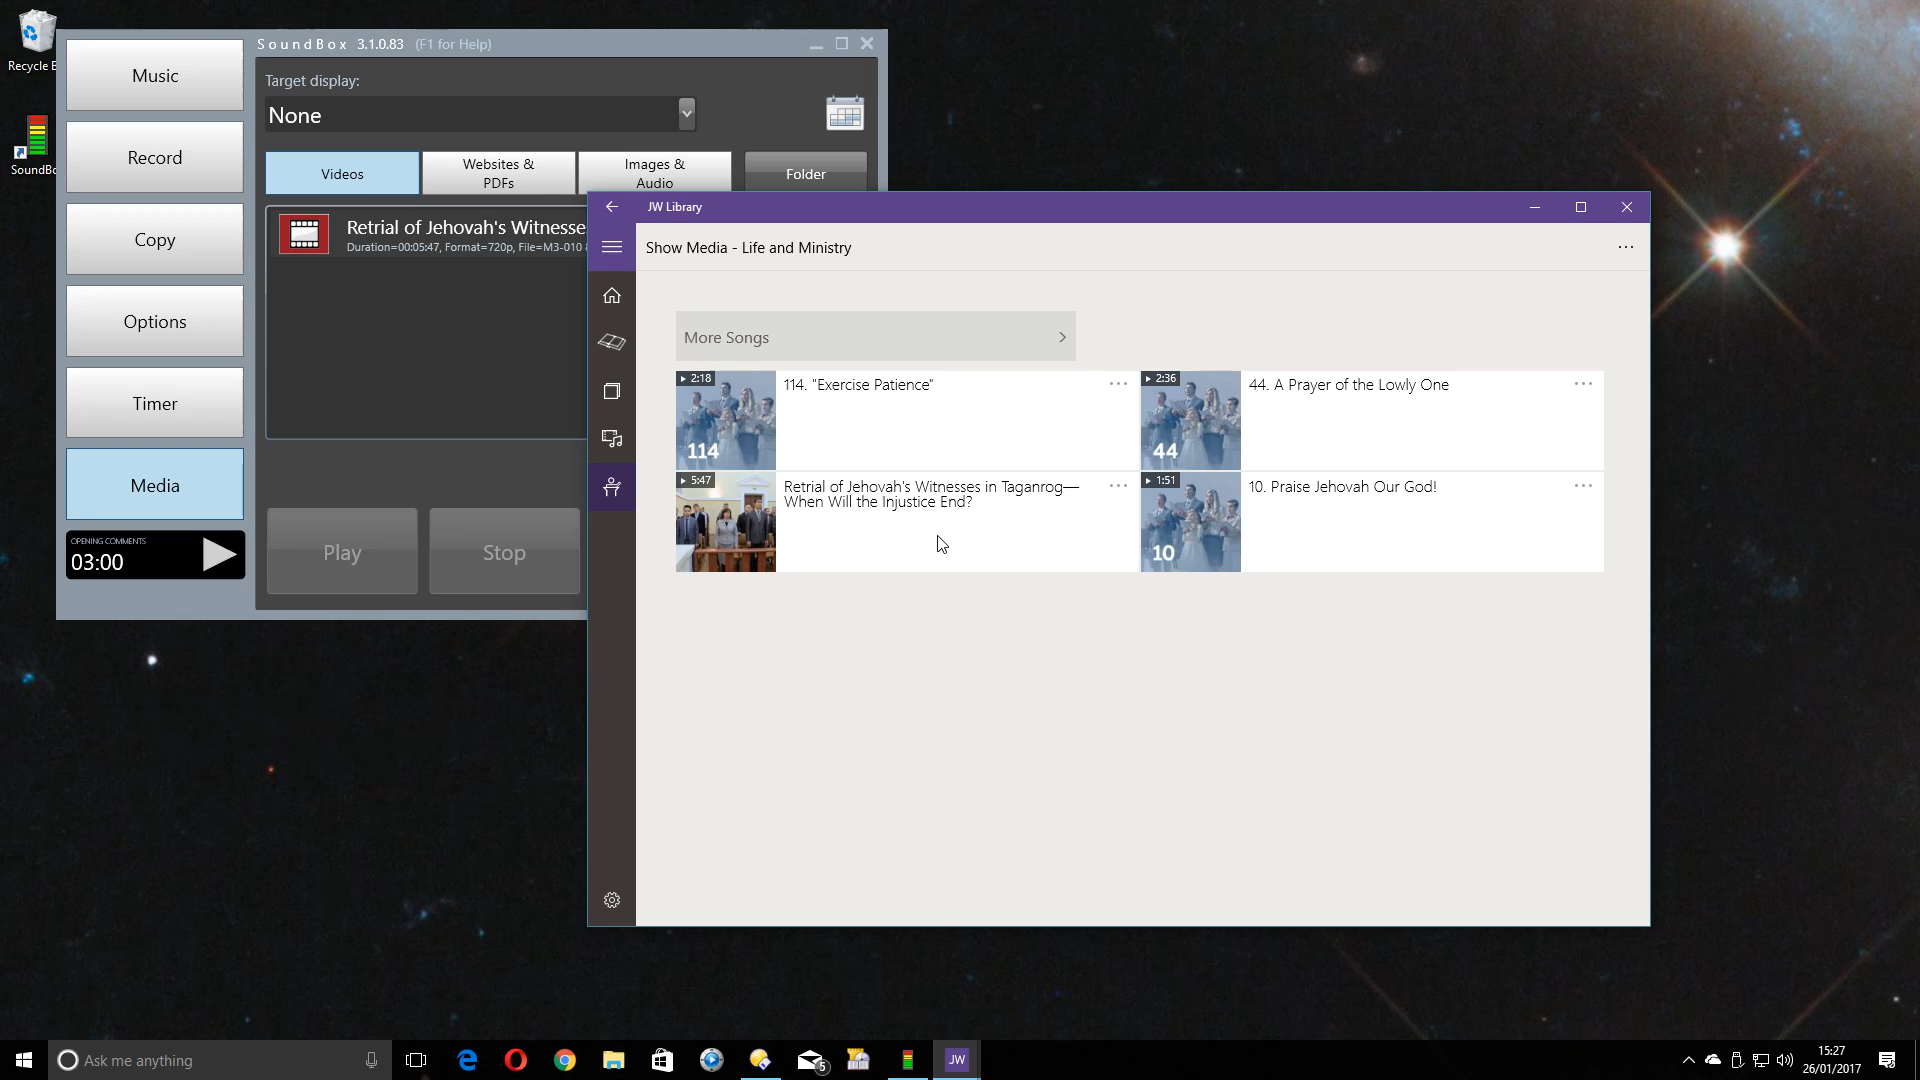 Recycle B
SoundBo
SoundBox 3.1.0.83 (F1 for Help)
Music
Record
Copy
Options
Timer
Media
OPENING COMMENTS
03:00
Target display:
None
Videos
Websites &
PDFs
Images &
Audio
Folder
Retrial of Jehovah's Witnesse
Duration=00:05:47, Format=720p, File=M3-010
Play
Stop
JW Library
Show Media - Life and Ministry
More Songs
2:18
114
114. "Exercise Patience"
2:36
44
44. A Prayer of the Lowly One
5:47
Retrial of Jehovah's Witnesses in Taganrog—
When Will the Injustice End?
1:51
10
10. Praise Jehovah Our God!
Ask me anything
5
JW
15:27
26/01/2017